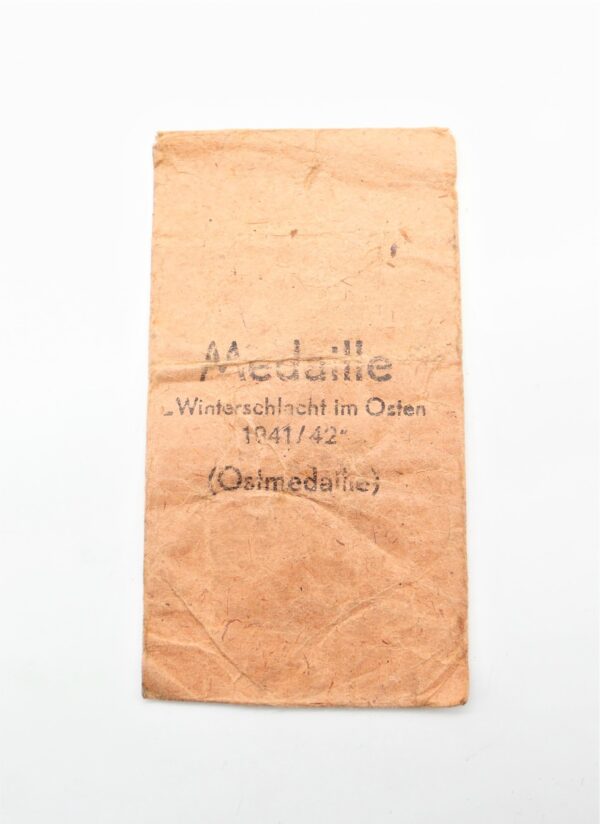 Medaille
„Winterschlacht im Osten
1941/42“
(Ostmedaille)